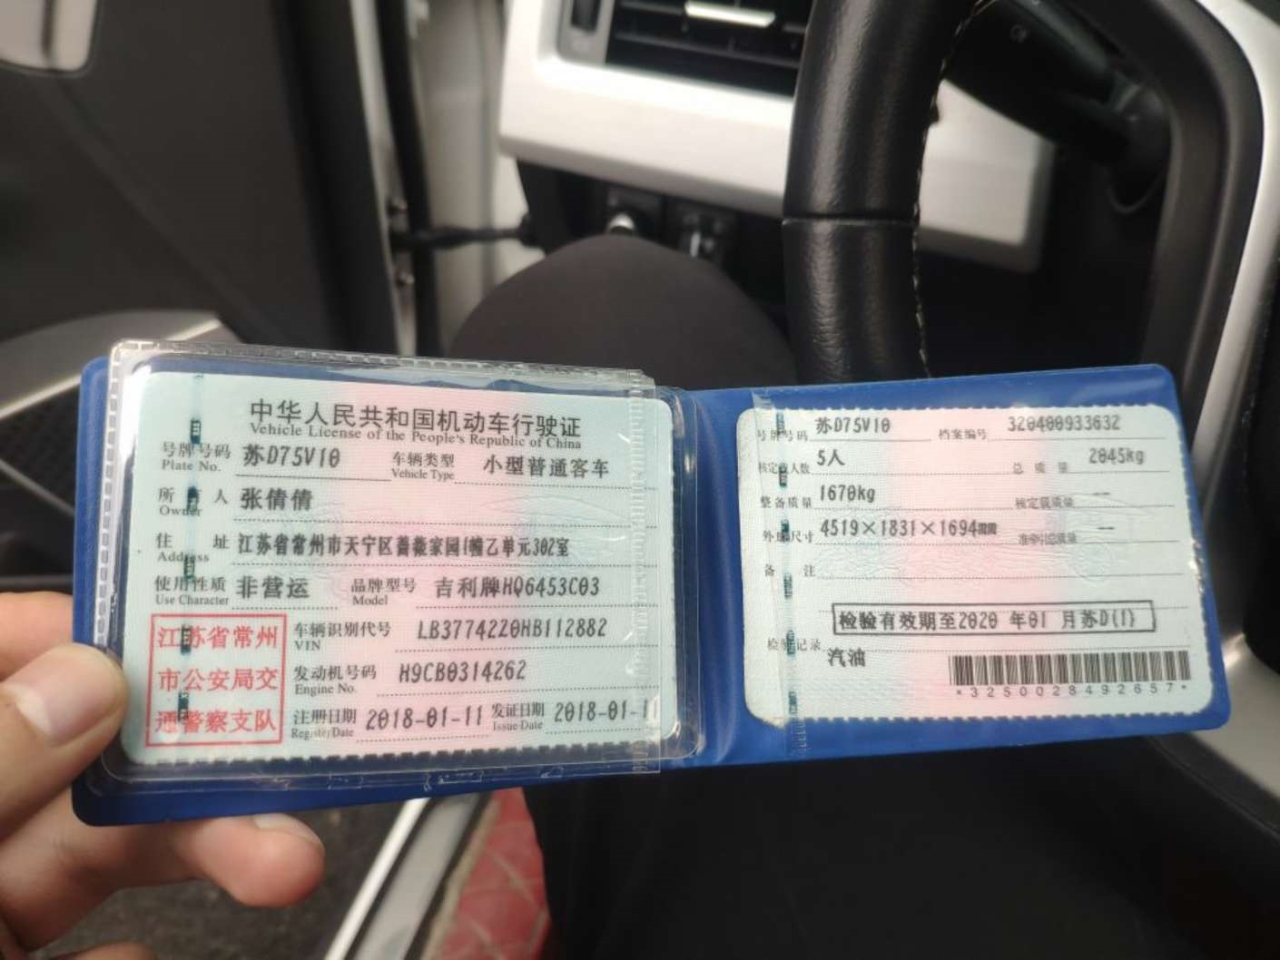 中华人民共和国机动车行驶证
Vehicle License of the People's Republic of China
号牌号码 苏D75V10 车辆类型 小型普通客车
Plate No. Vehicle Type
所有人 张倩倩
Owner
住址 江苏省常州市天宁区蔷薇家园1幢乙单元302室
Address
使用性质 非营运 品牌型号 吉利牌HQ6453C03
Use Character Model
江苏省常州
市公安局交
通警察支队
车辆识别代号 LB3774220HB112882
VIN
发动机号码 H9CB0314262
Engine No.
注册日期 2018-01-11 发证日期 2018-01-11
Register Date Issue Date
号牌号码 苏D75V10 档案编号 320400933632
核定人数 5人 总质量 2045kg
整备质量 1670kg 核定载质量 --
外廓尺寸 4519×1831×1694mm 准牵引总质量 --
备注
检验有效期至2020 年01 月苏D(1)
检验记录
汽油
*3250028492657*